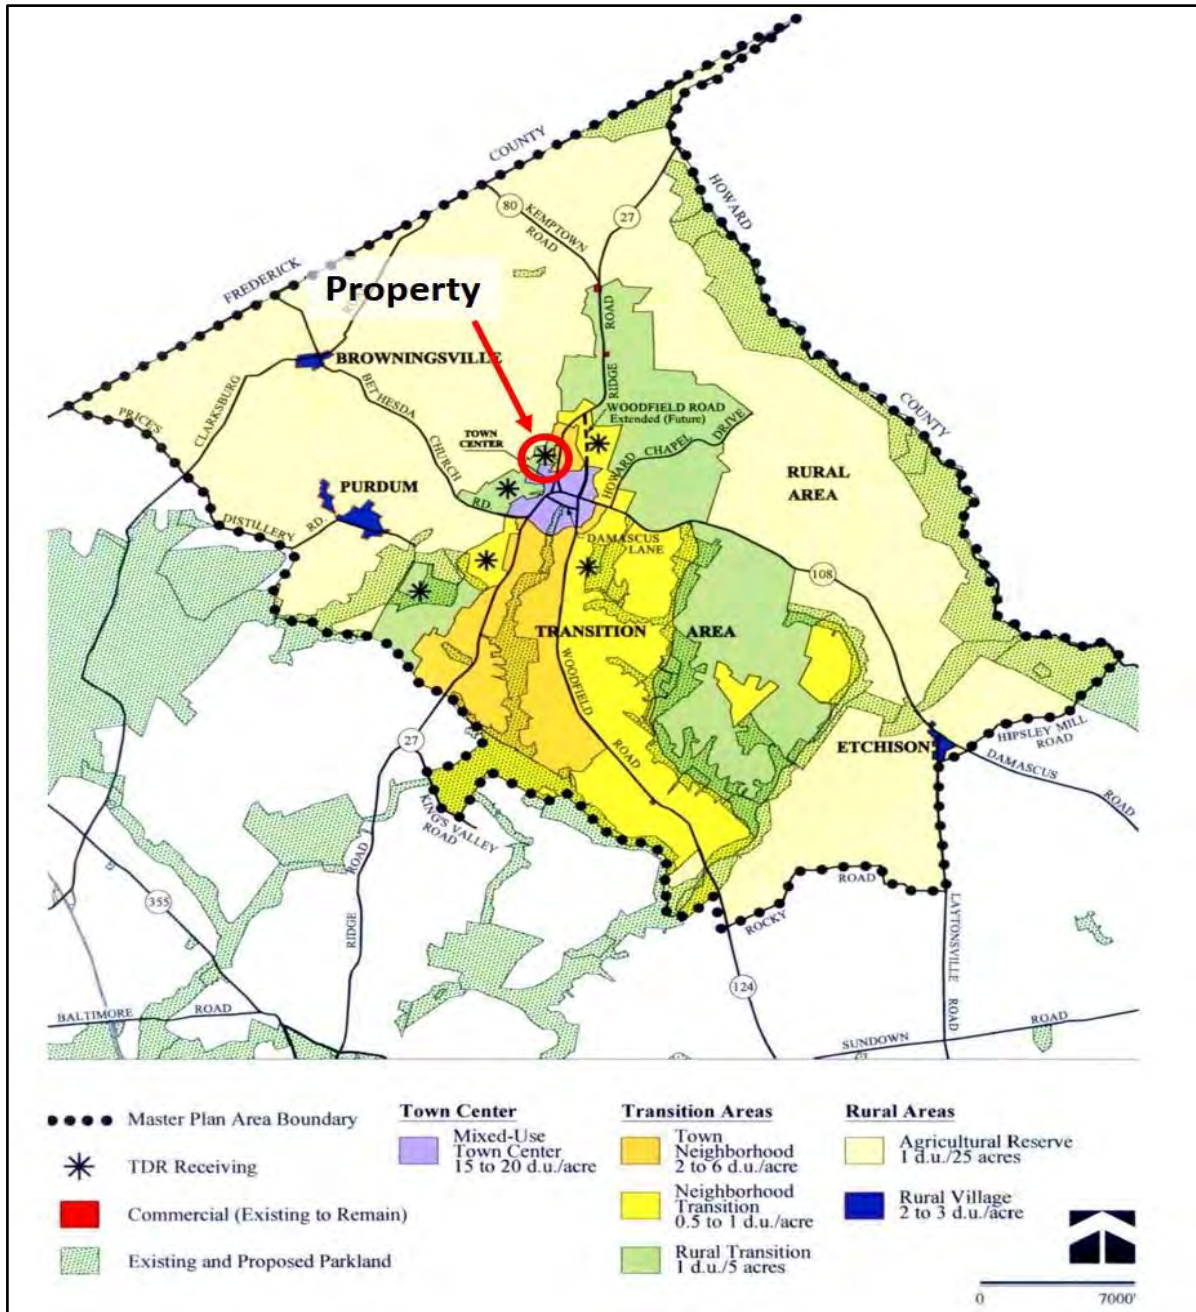 COUNTY
HOWARD
80
KEMPTOWN
ROAD
27
FREDERICK
Property
ROAD
RIDGE
BROWNINGSVILLE
CLARKSBURG
PRICE'S
BETHESDA
CHURCH
RD.
WOODFIELD ROAD
Extended (Future)
TOWN
CENTER
HOWARD CHAPEL DRIVE
COUNTY
RURAL
AREA
PURDUM
DISTILLERY RD.
DAMASCUS
LANE
108
TRANSITION AREA
WOODFIELD
ROAD
ETCHISON
HIPSLEY MILL
ROAD
DAMASCUS
ROAD
27
KING'S VALLEY
ROAD
355
RIDGE ROAD
ROCKY ROAD
LAYTONSVILLE ROAD
124
BALTIMORE ROAD
SUNDOWN ROAD
Master Plan Area Boundary
TDR Receiving
Commercial (Existing to Remain)
Existing and Proposed Parkland
Town Center
Mixed-Use
Town Center
15 to 20 d.u./acre
Transition Areas
Town
Neighborhood
2 to 6 d.u./acre
Neighborhood
Transition
0.5 to 1 d.u./acre
Rural Transition
1 d.u./5 acres
Rural Areas
Agricultural Reserve
1 d.u./25 acres
Rural Village
2 to 3 d.u./acre
0 7000'